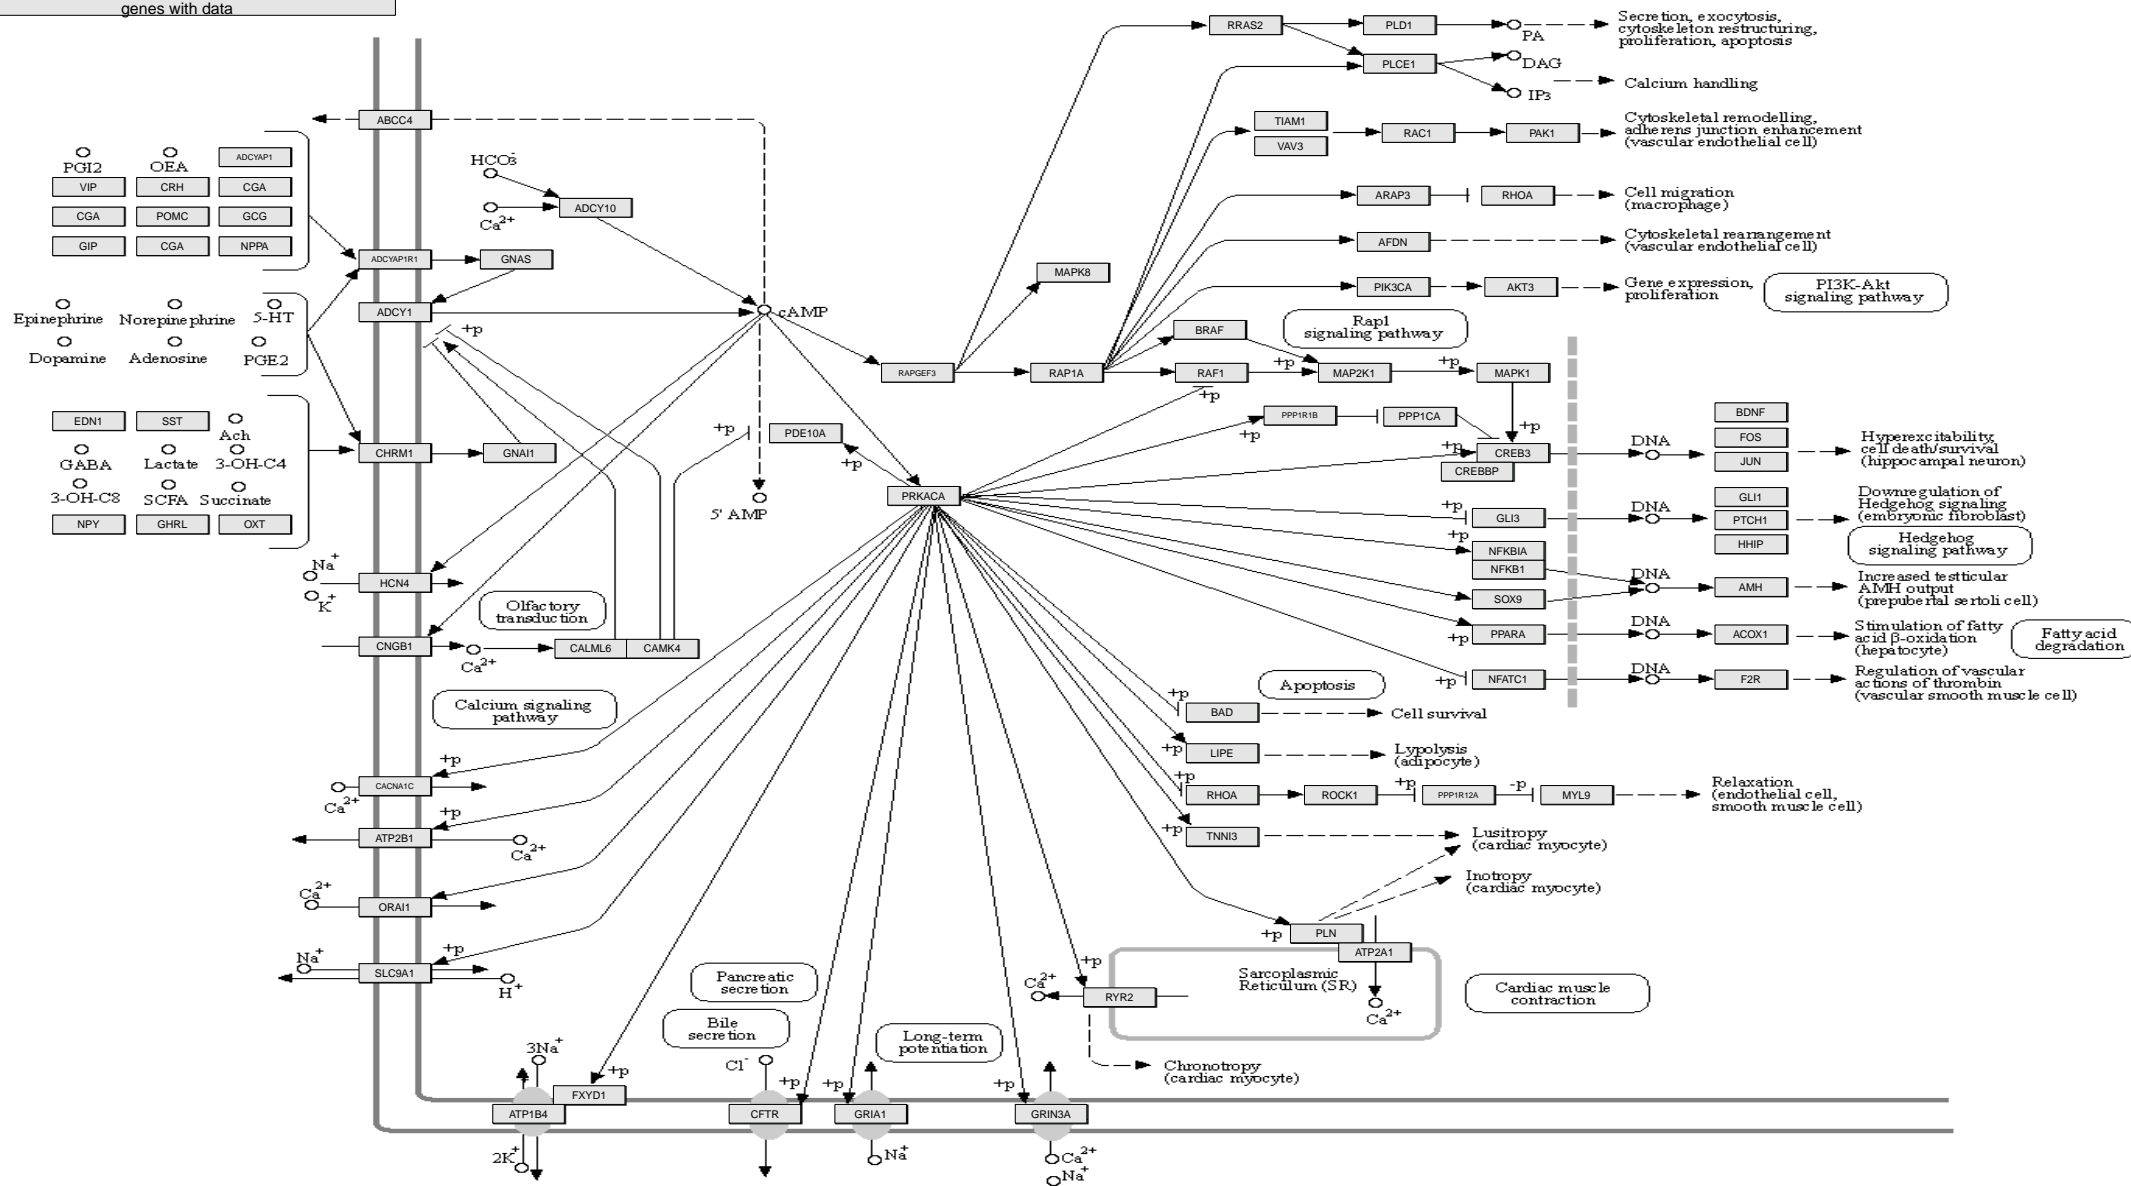 genes with data
RRAS2
PLD1
PA
Secretion, exocytosis,
cytoskeleton restructuring,
proliferation, apoptosis
PLCE1
DAG
IP3
Calcium handling
ABCC4
TIAM1
VAV3
RAC1
PAK1
Cytoskeletal remodelling,
adherens junction enhancement
(vascular endothelial cell)
PGI2
OEA
ADCYAP1
VIP
CRH
CGA
CGA
POMC
GCG
GIP
CGA
NPPA
HCO3-
Ca2+
ADCY10
ARAP3
RHOA
Cell migration
(macrophage)
AFDN
Cytoskeletal rearrangement
(vascular endothelial cell)
ADCYAP1R1
GNAS
MAPK8
PIK3CA
AKT3
Gene expression,
proliferation
PI3K-Akt
signaling pathway
Epinephrine
Norepinephrine
5-HT
Dopamine
Adenosine
PGE2
ADCY1
+p
cAMP
BRAF
Rap1
signaling pathway
RAPGEF3
RAP1A
RAF1
+p
MAP2K1
+p
MAPK1
+p
EDN1
SST
Ach
GABA
Lactate
3-OH-C4
3-OH-C8
SCFA
Succinate
NPY
GHRL
OXT
CHRM1
GNAI1
+p
PDE10A
+p
5' AMP
PRKACA
+p
PPP1R1B
PPP1CA
+p
+p
CREB3
CREBBP
DNA
BDNF
FOS
JUN
Hyperexcitability,
cell death/survival
(hippocampal neuron)
+p
GLI3
DNA
GLI1
PTCH1
HHIP
Downregulation of
Hedgehog signaling
(embryonic fibroblast)
Hedgehog
signaling pathway
+p
NFKBIA
NFKB1
DNA
SOX9
AMH
Increased testticular
AMH output
(prepubertal sertoli cell)
+p
PPARA
DNA
ACOX1
Stimulation of fatty
acid β-oxidation
(hepatocyte)
Fatty acid
degradation
+p
NFATC1
DNA
F2R
Regulation of vascular
actions of thrombin
(vascular smooth muscle cell)
Na+
K+
HCN4
Olfactory
transduction
CNGB1
Ca2+
CALML6
CAMK4
Calcium signaling
pathway
Apoptosis
+p
BAD
Cell survival
+p
LIPE
Lypolysis
(adipocyte)
+p
RHOA
ROCK1
+p
PPP1R12A
-p
MYL9
Relaxation
(endothelial cell,
smooth muscle cell)
+p
TNNI3
Lusitropy
(cardiac myocyte)
Inotropy
(cardiac myocyte)
+p
CACNA1C
Ca2+
+p
ATP2B1
Ca2+
Ca2+
ORAI1
+p
Na+
SLC9A1
H+
+p
PLN
ATP2A1
Sarcoplasmic
Reticulum (SR)
Ca2+
Cardiac muscle
contraction
+p
Ca2+
RYR2
Chronotropy
(cardiac myocyte)
Pancreatic
secretion
Bile
secretion
Long-term
potentiation
3Na+
+p
FXYD1
ATP1B4
2K+
Cl-
+p
CFTR
+p
GRIA1
Na+
+p
GRIN3A
Ca2+
Na+